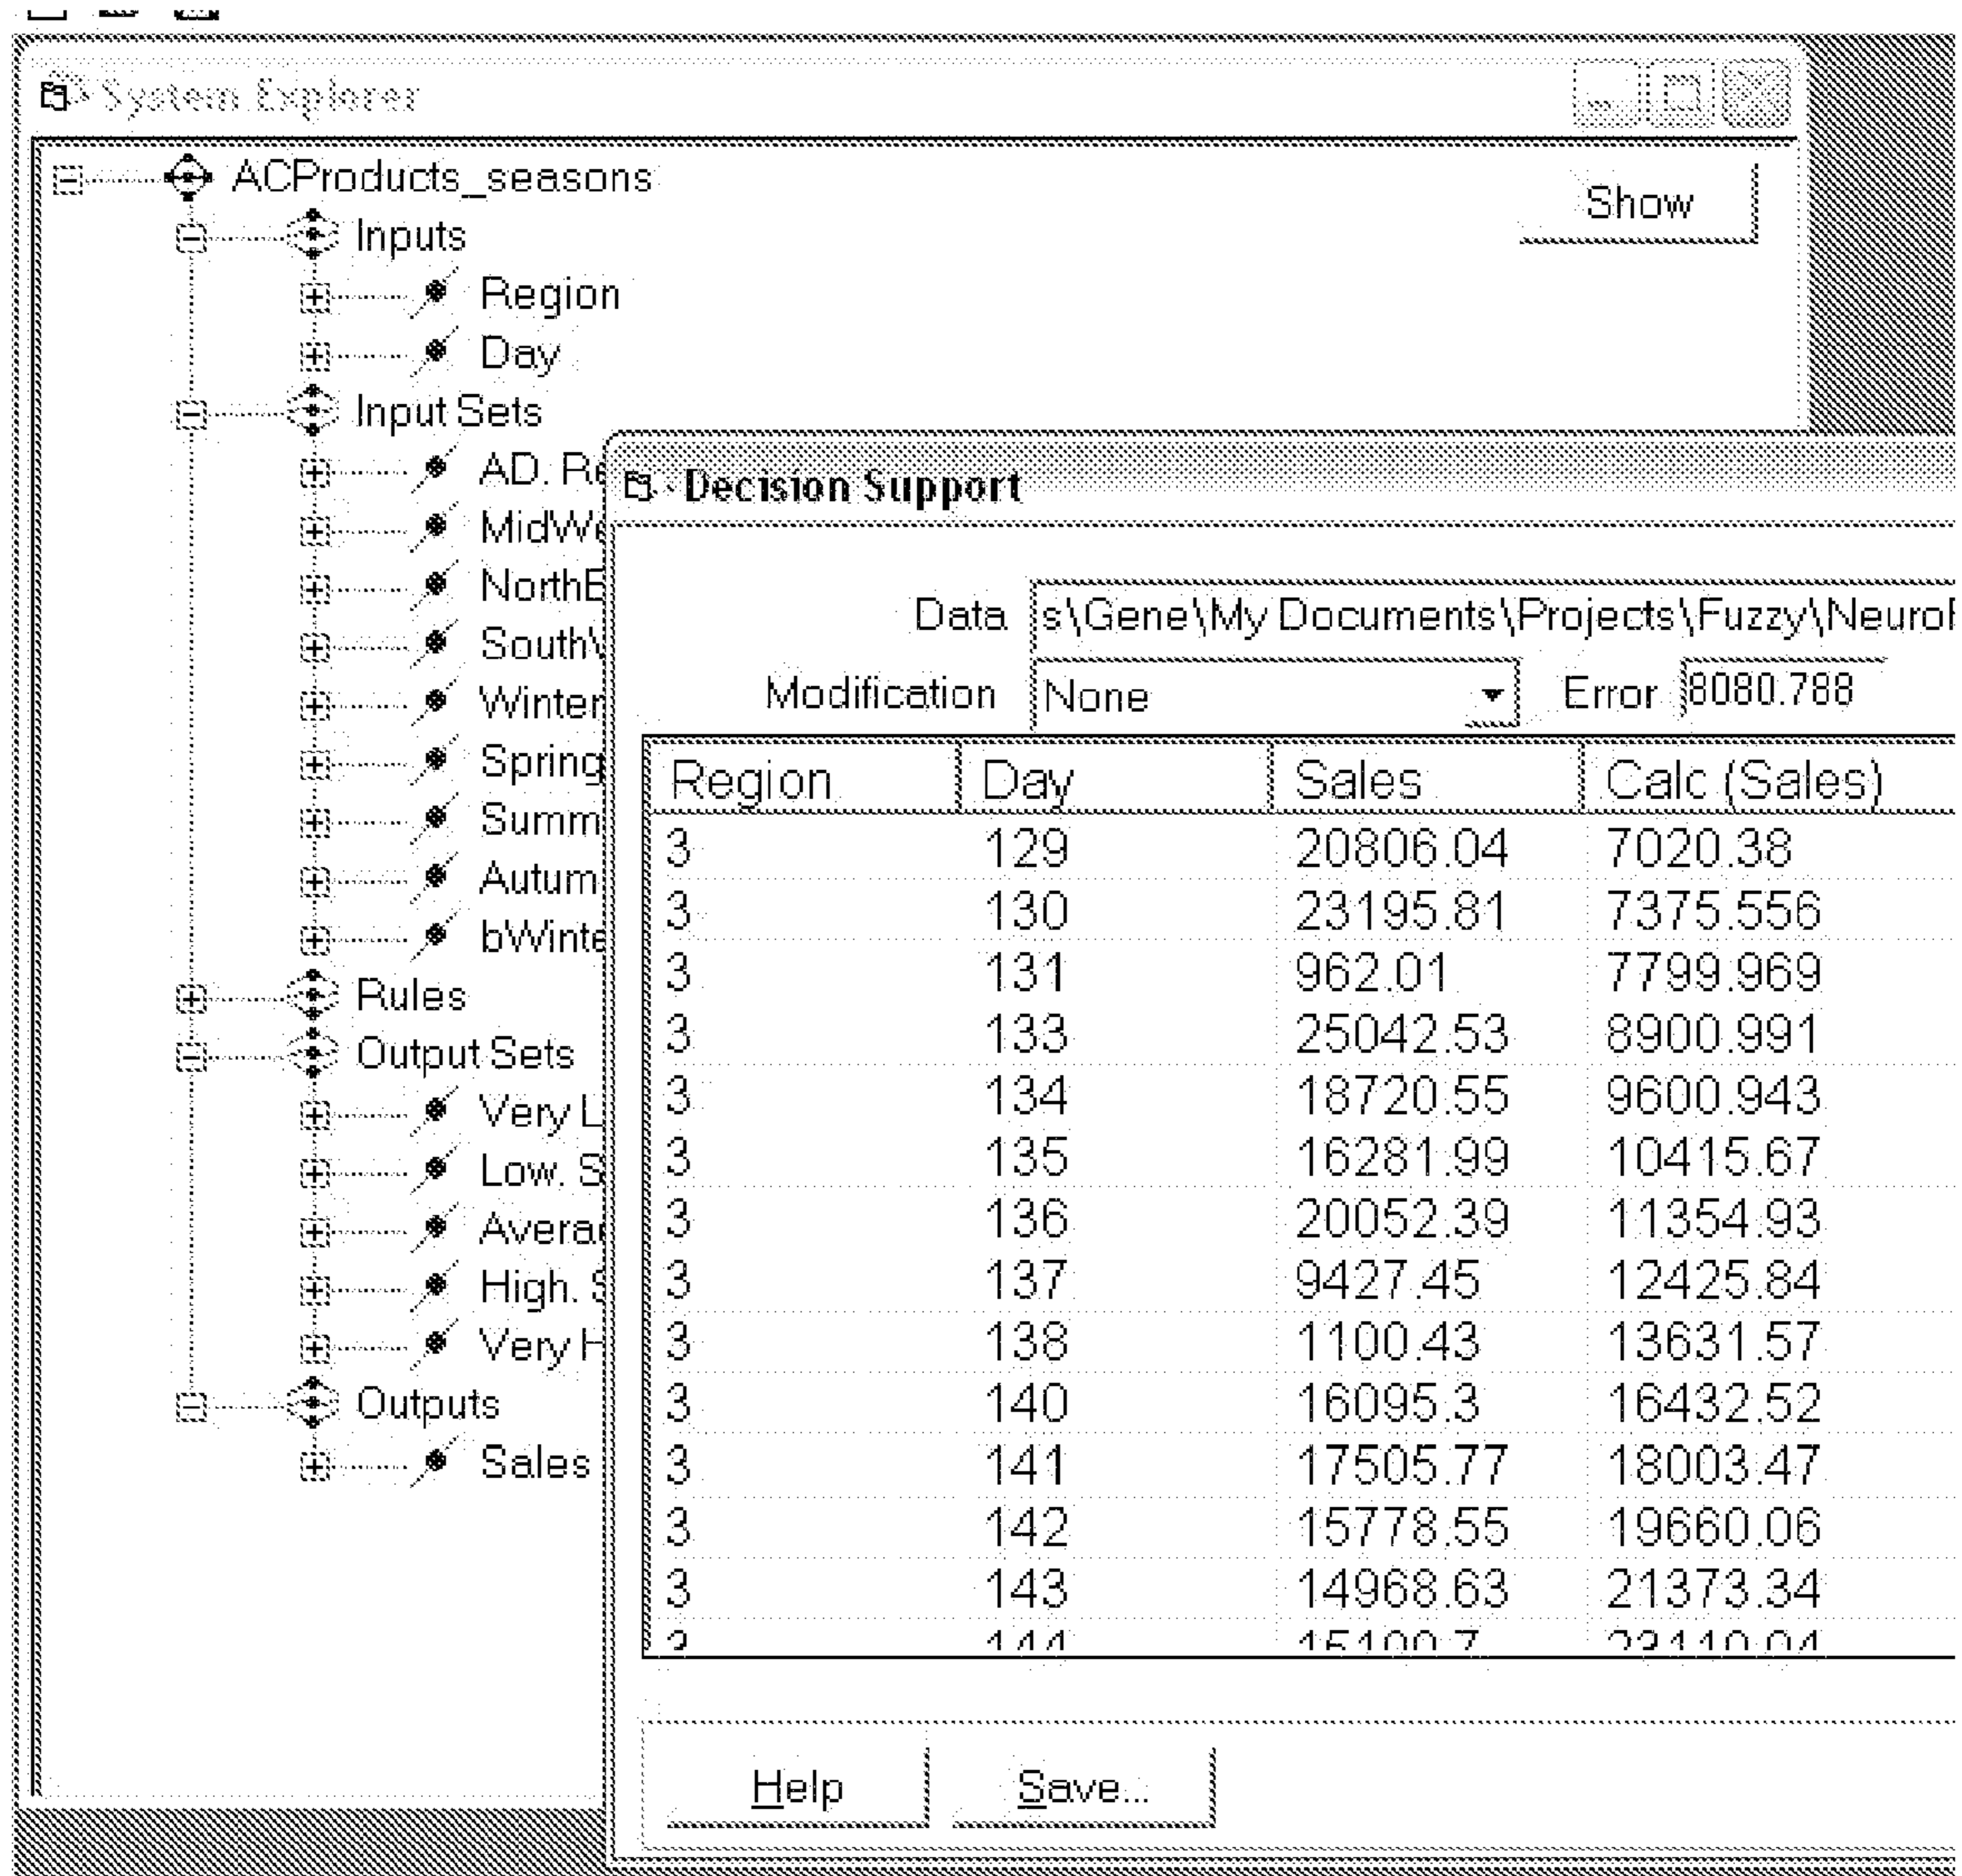 System Explorer
ACProducts_seasons
Show
Inputs
Region
Day
Input Sets
AD. Re
MidWe
NorthE
South
Winter
Spring
Summ
Autum
bWinte
Rules
Output Sets
Very L
Low. S
Avera
High. S
Very H
Outputs
Sales
Decision Support
Data s\Gene\My Documents\Projects\Fuzzy\Neuro
Modification None Error 8080.788
Region Day Sales Calc (Sales)
3 129 20806.04 7020.38
3 130 23195.81 7375.556
3 131 962.01 7799.969
3 133 25042.53 8900.991
3 134 18720.55 9600.943
3 135 16281.99 10415.67
3 136 20052.39 11354.93
3 137 9427.45 12425.84
3 138 1100.43 13631.57
3 140 16095.3 16432.52
3 141 17505.77 18003.47
3 142 15778.55 19660.06
3 143 14968.63 21373.34
3 144
Help Save...